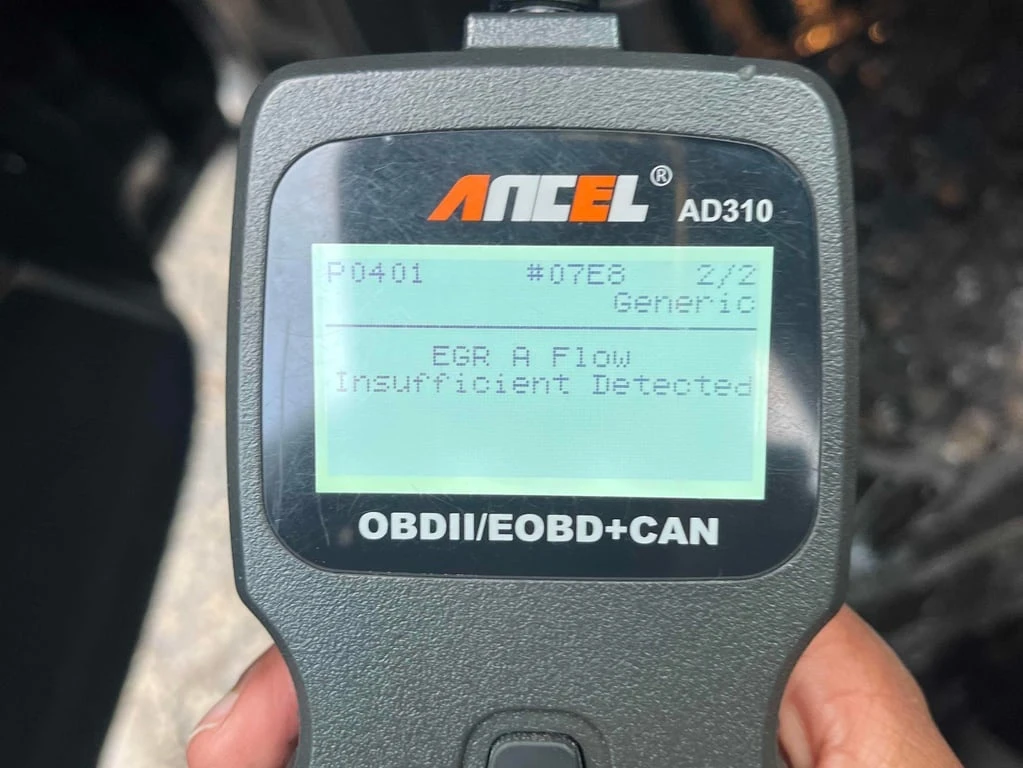 ANCEL® AD310
P0401 #07E8 2/2
Generic
EGR A Flow
Insufficient Detected
OBDII/EOBD+CAN